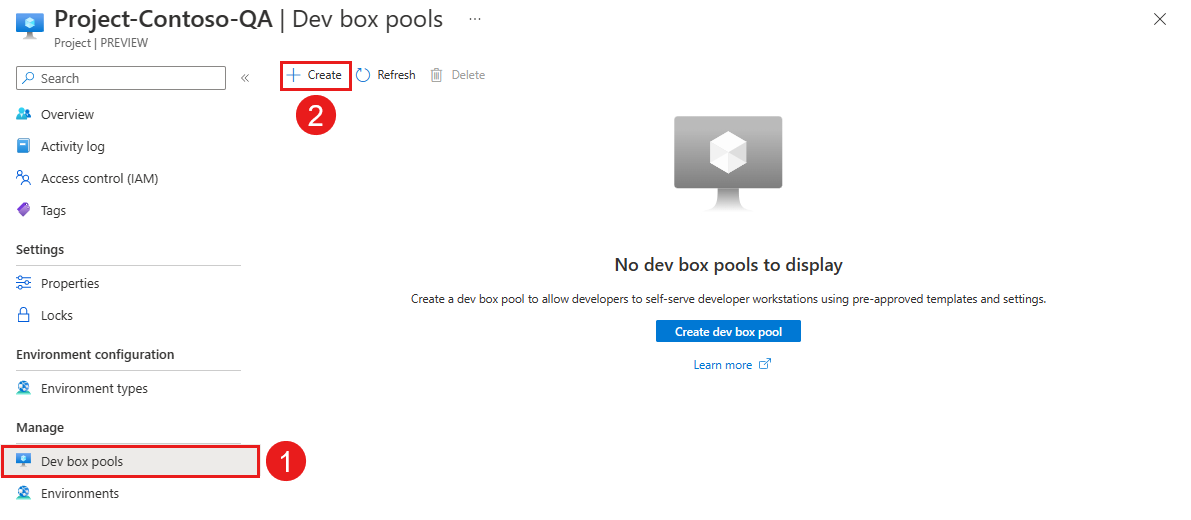 Project-Contoso-QA | Dev box pools ...
Project | PREVIEW
Search
«
Create
Refresh
Delete
2
Overview
Activity log
Access control (IAM)
Tags
Settings
Properties
Locks
Environment configuration
Environment types
Manage
Dev box pools
1
Environments
No dev box pools to display
Create a dev box pool to allow developers to self-serve developer workstations using pre-approved templates and settings.
Create dev box pool
Learn more